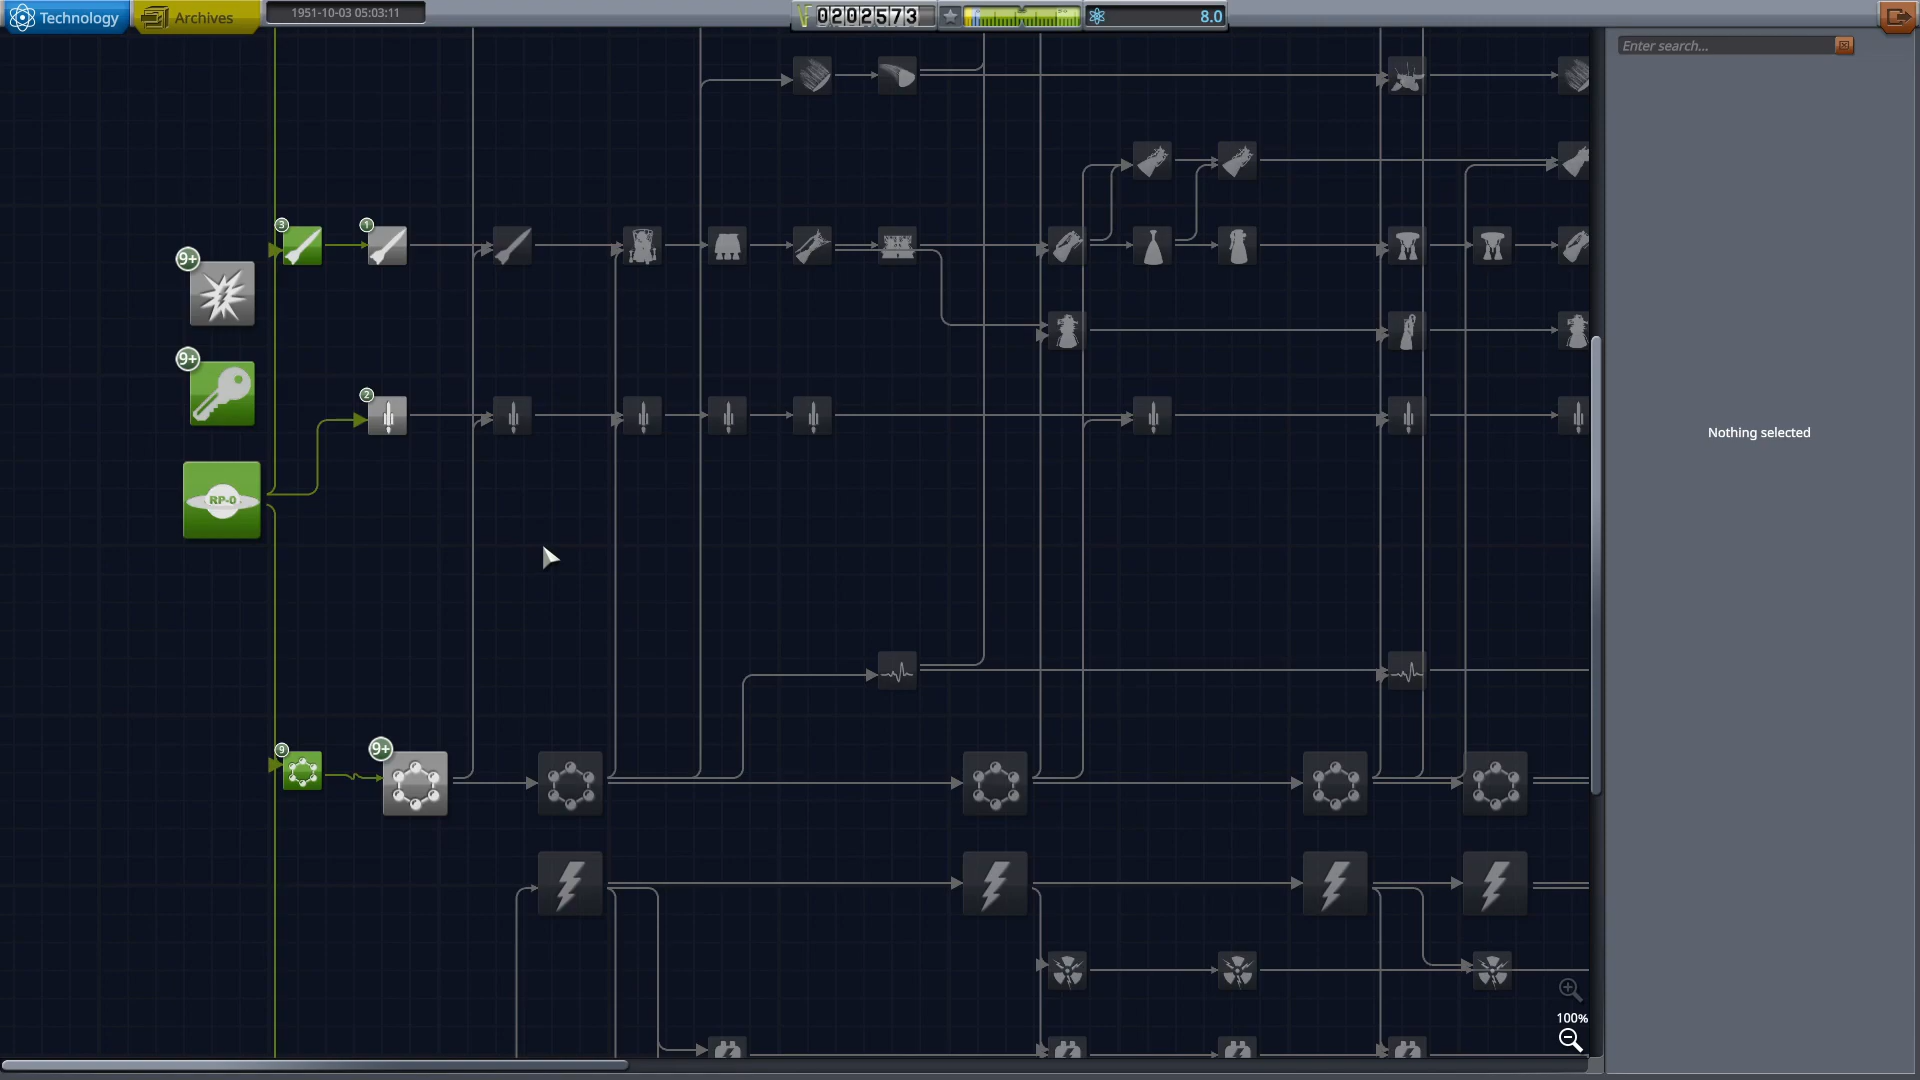 Technology
Archives
1951-10-03 05:03:11
0202573
8.0
Enter search...
3
1
9+
9+
2
RP-0
Nothing selected
9
9+
100%